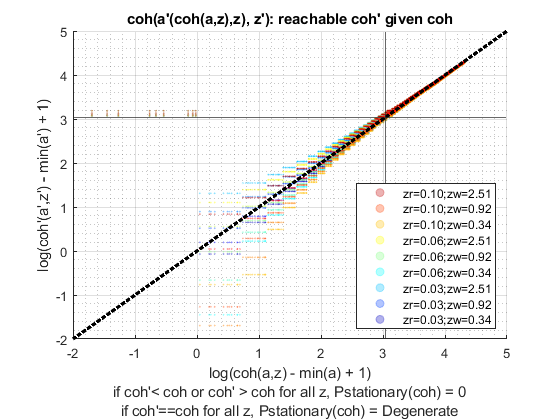 coh(a'(coh(a,z),z), z'): reachable coh' given coh
log(coh'(a',z') - min(a') + 1)
5
4
3
2
1
0
-1
-2
zr=0.10;zw=2.51
zr=0.10;zw=0.92
zr=0.10;zw=0.34
zr=0.06;zw=2.51
zr=0.06;zw=0.92
zr=0.06;zw=0.34
zr=0.03;zw=2.51
zr=0.03;zw=0.92
zr=0.03;zw=0.34
-2 -1 0 1 2 3 4 5
log(coh(a,z) - min(a) + 1)
if coh'< coh or coh' > coh for all z, Pstationary(coh) = 0
if coh'==coh for all z, Pstationary(coh) = Degenerate